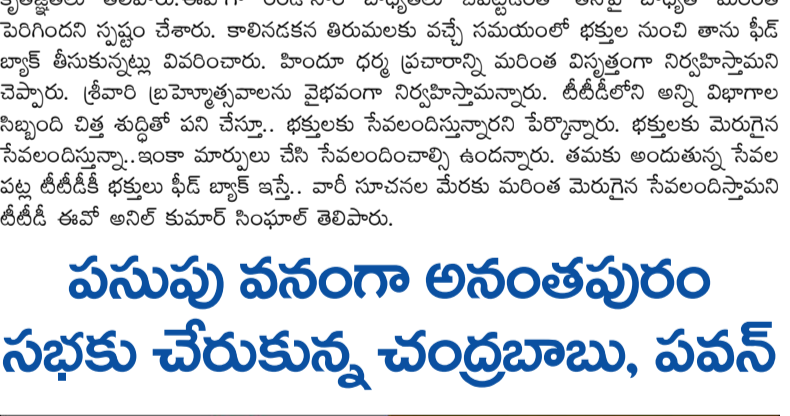 పెరిగిందని స్పష్టం చేశారు. కాలినడకన తిరుమలకు వచ్చే సమయంలో భక్తుల నుంచి తాను ఫీడ్
బ్యాక్ తీసుకున్నట్లు వివరించారు. హిందూ ధర్మ ప్రచారాన్ని మరింత విస్తృత్తంగా నిర్వహిస్తామని
చెప్పారు. శ్రీవారి బ్రహ్మోత్సవాలను వైభవంగా నిర్వహిస్తామన్నారు. టీటీడీలోని అన్ని విభాగాల
సిబ్బంది చిత్త శుద్ధితో పని చేస్తూ.. భక్తులకు సేవలందిస్తున్నారని పేర్కొన్నారు. భక్తులకు మెరుగైన
సేవలందిస్తున్నా..ఇంకా మార్పులు చేసి సేవలందించాల్సి ఉందన్నారు. తమకు అందుతున్న సేవల
పట్ల టీటీడీకీ భక్తులు ఫీడ్ బ్యాక్ ఇస్తే.. వారీ సూచనల మేరకు మరింత మెరుగైన సేవలందిస్తామని
టీటీడీ ఈవో అనిల్ కుమార్ సింఘాల్ తెలిపారు.
పసుపు వనంగా అనంతపురం
సభకు చేరుకున్న చంద్రబాబు, పవన్